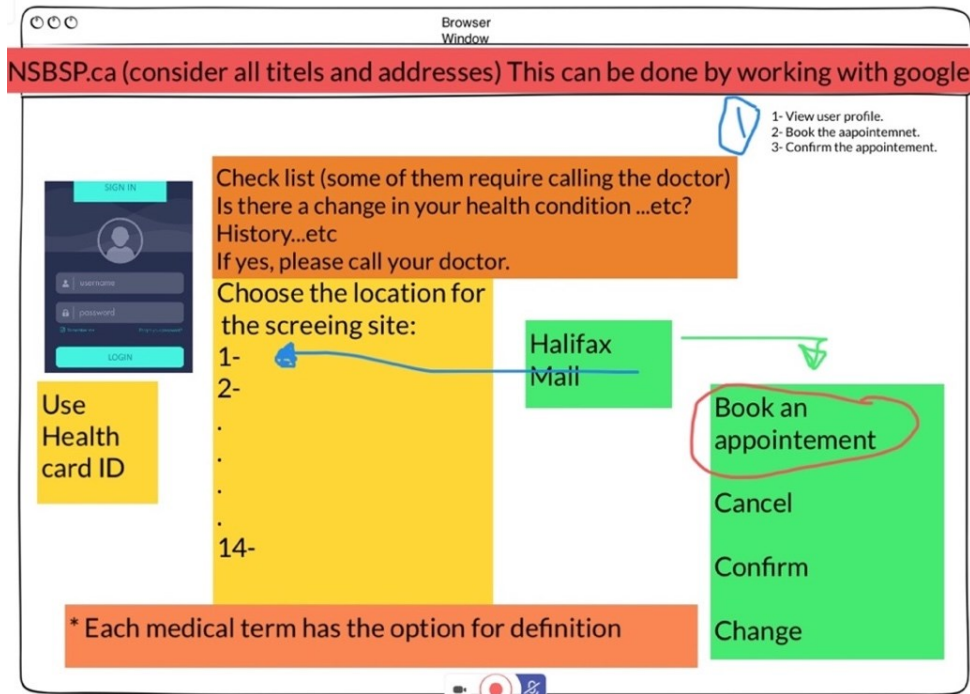 Browser
Window
NSBSP.ca (consider all titels and addresses) This can be done by working with google
1- View user profile.
2- Book the aapointemnet.
3- Confirm the appointement.
SIGN IN
username
password
LOGIN
Use
Health
card ID
Check list (some of them require calling the doctor)
Is there a change in your health condition ...etc?
History...etc
If yes, please call your doctor.
Choose the location for
the screeing site:
1-
2-
.
.
.
.
14-
Halifax
Mall
Book an
appointement
Cancel
Confirm
Change
* Each medical term has the option for definition